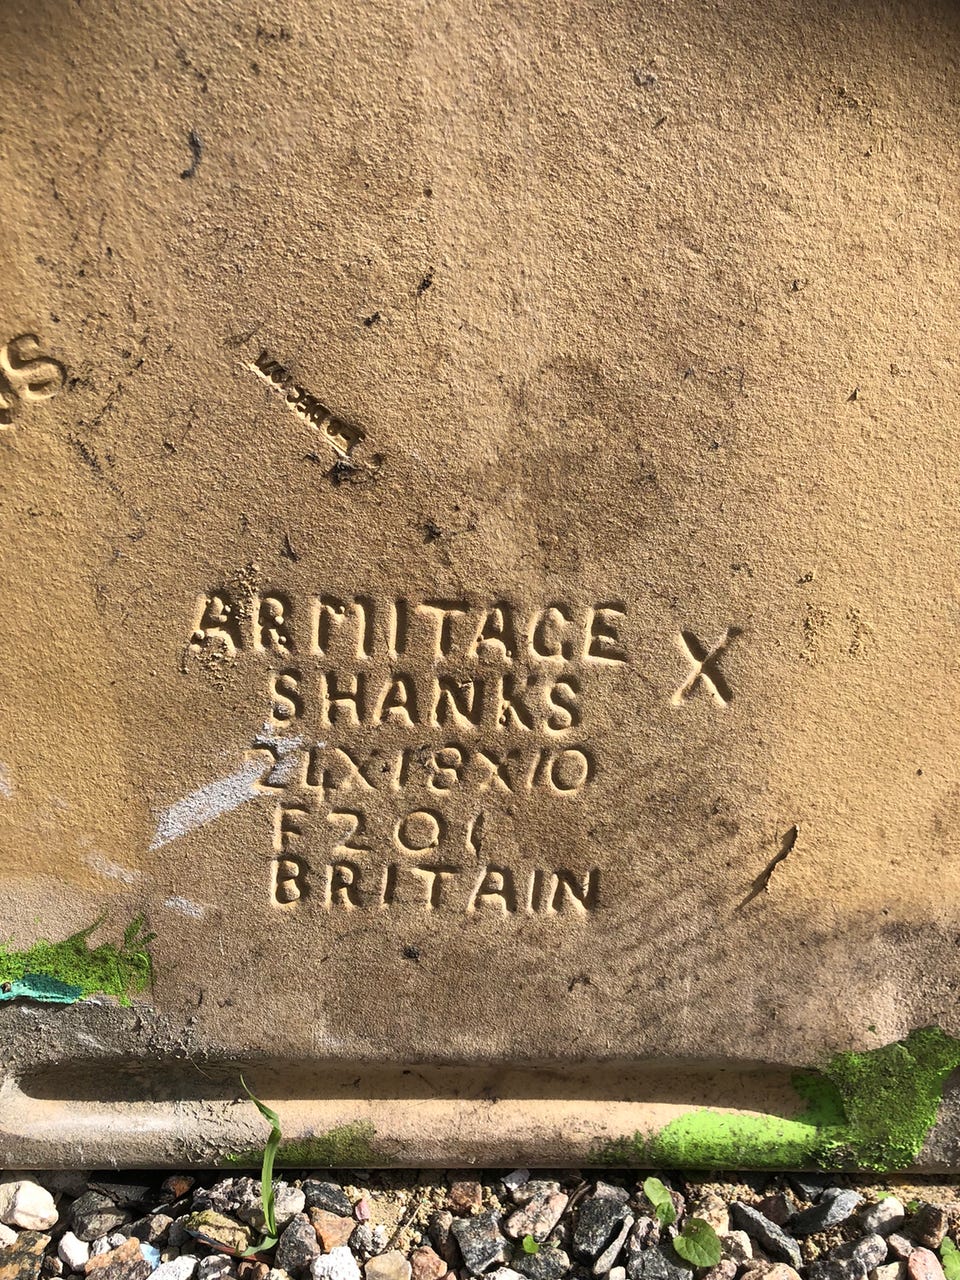 ARMITAGE X
SHANKS
24X18X10
F201
BRITAIN